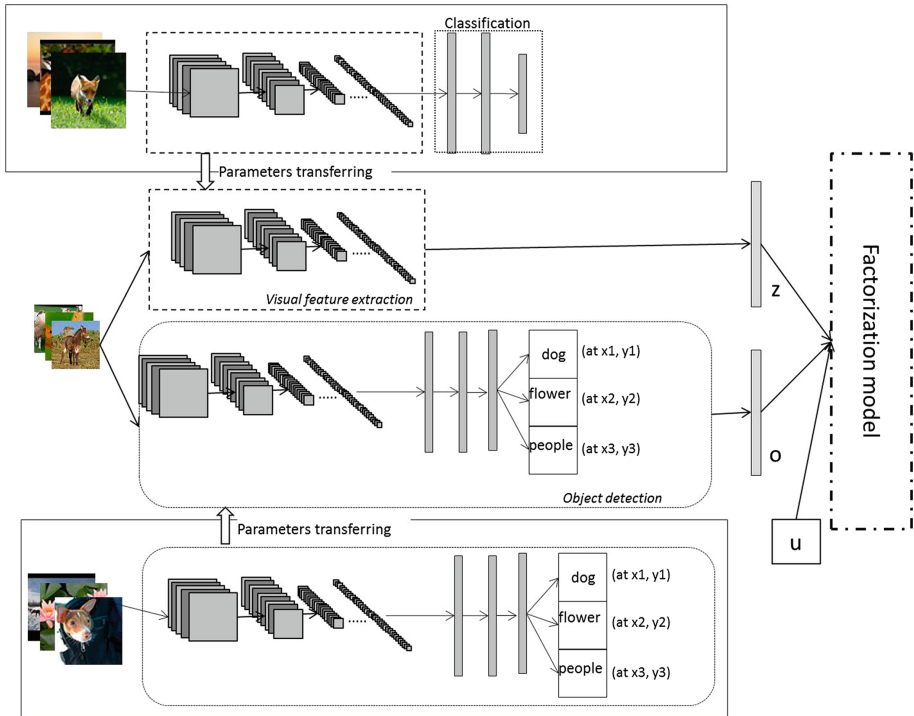 Classification
Parameters transferring
Visual feature extraction
z
dog
(at x1, y1)
flower
(at x2, y2)
people
(at x3, y3)
Object detection
o
Factorization model
u
Parameters transferring
dog
(at x1, y1)
flower
(at x2, y2)
people
(at x3, y3)